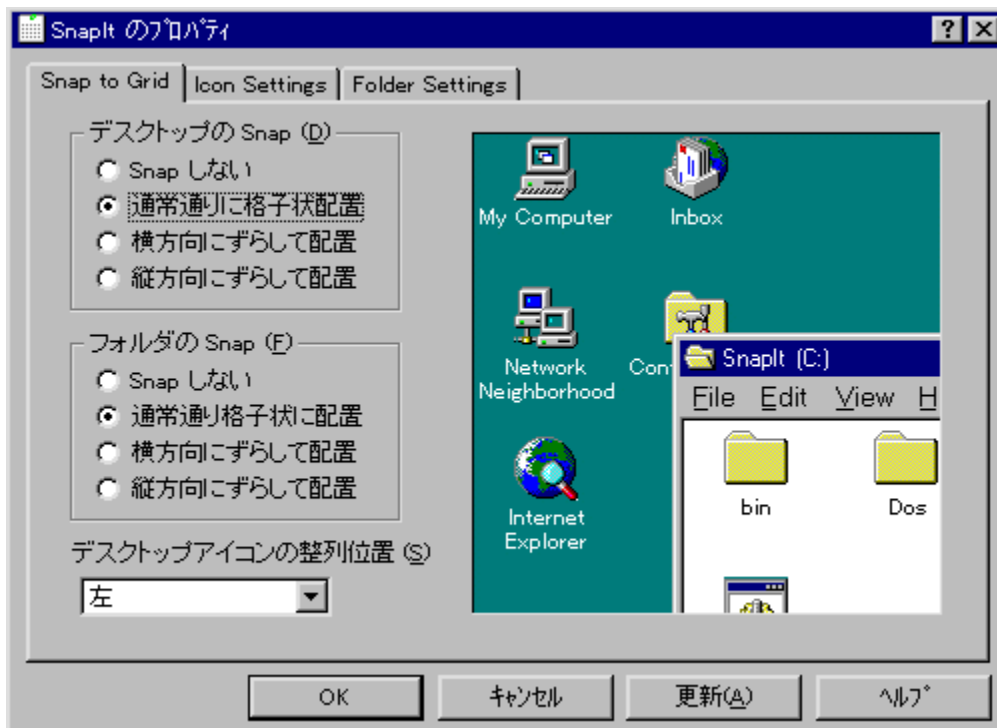 SnapIt のﾌﾟﾛﾊﾟﾃｨ
Snap to Grid
Icon Settings
Folder Settings
デスクトップの Snap (D)
Snap しない
通常通りに格子状配置
横方向にずらして配置
縦方向にずらして配置
フォルダの Snap (F)
Snap しない
通常通り格子状に配置
横方向にずらして配置
縦方向にずらして配置
デスクトップアイコンの整列位置 (S)
左
My Computer
Inbox
Network
Neighborhood
Con
Internet
Explorer
SnapIt (C:)
File Edit View H
bin
Dos
OK
ｷｬﾝｾﾙ
更新(A)
ﾍﾙﾌﾟ